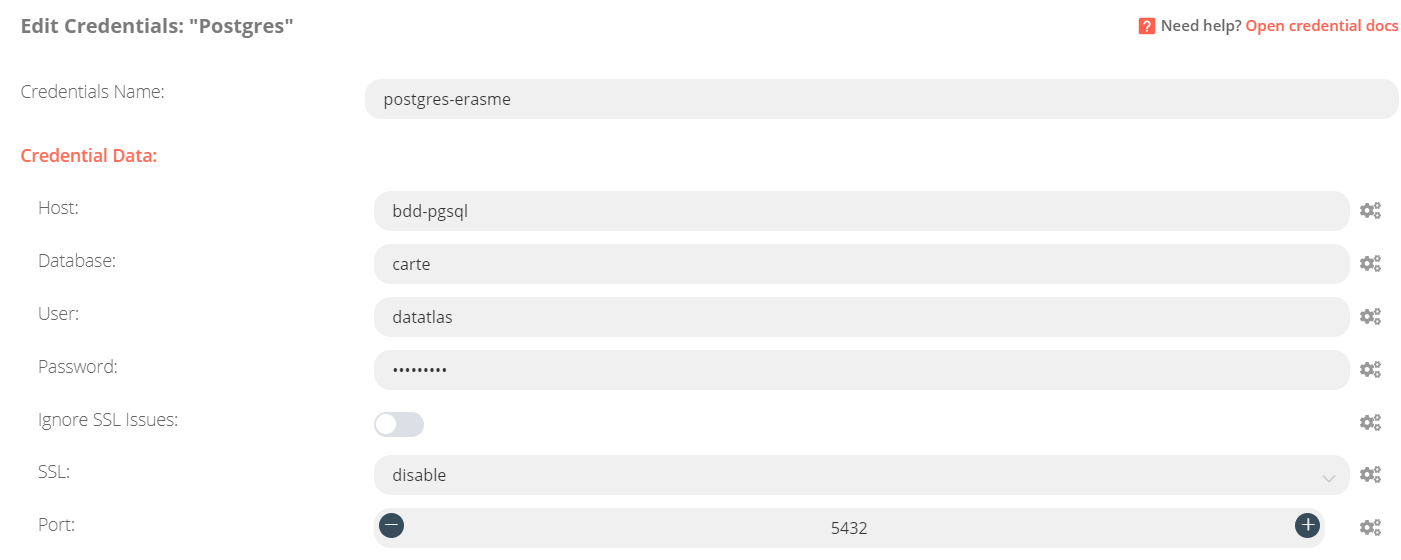 Edit Credentials: "Postgres"
? Need help? Open credential docs
Credentials Name:
postgres-erasme
Credential Data:
Host:
bdd-pgsql
Database:
carte
User:
datatlas
Password:
•••••••••
Ignore SSL Issues:
SSL:
disable
Port:
5432